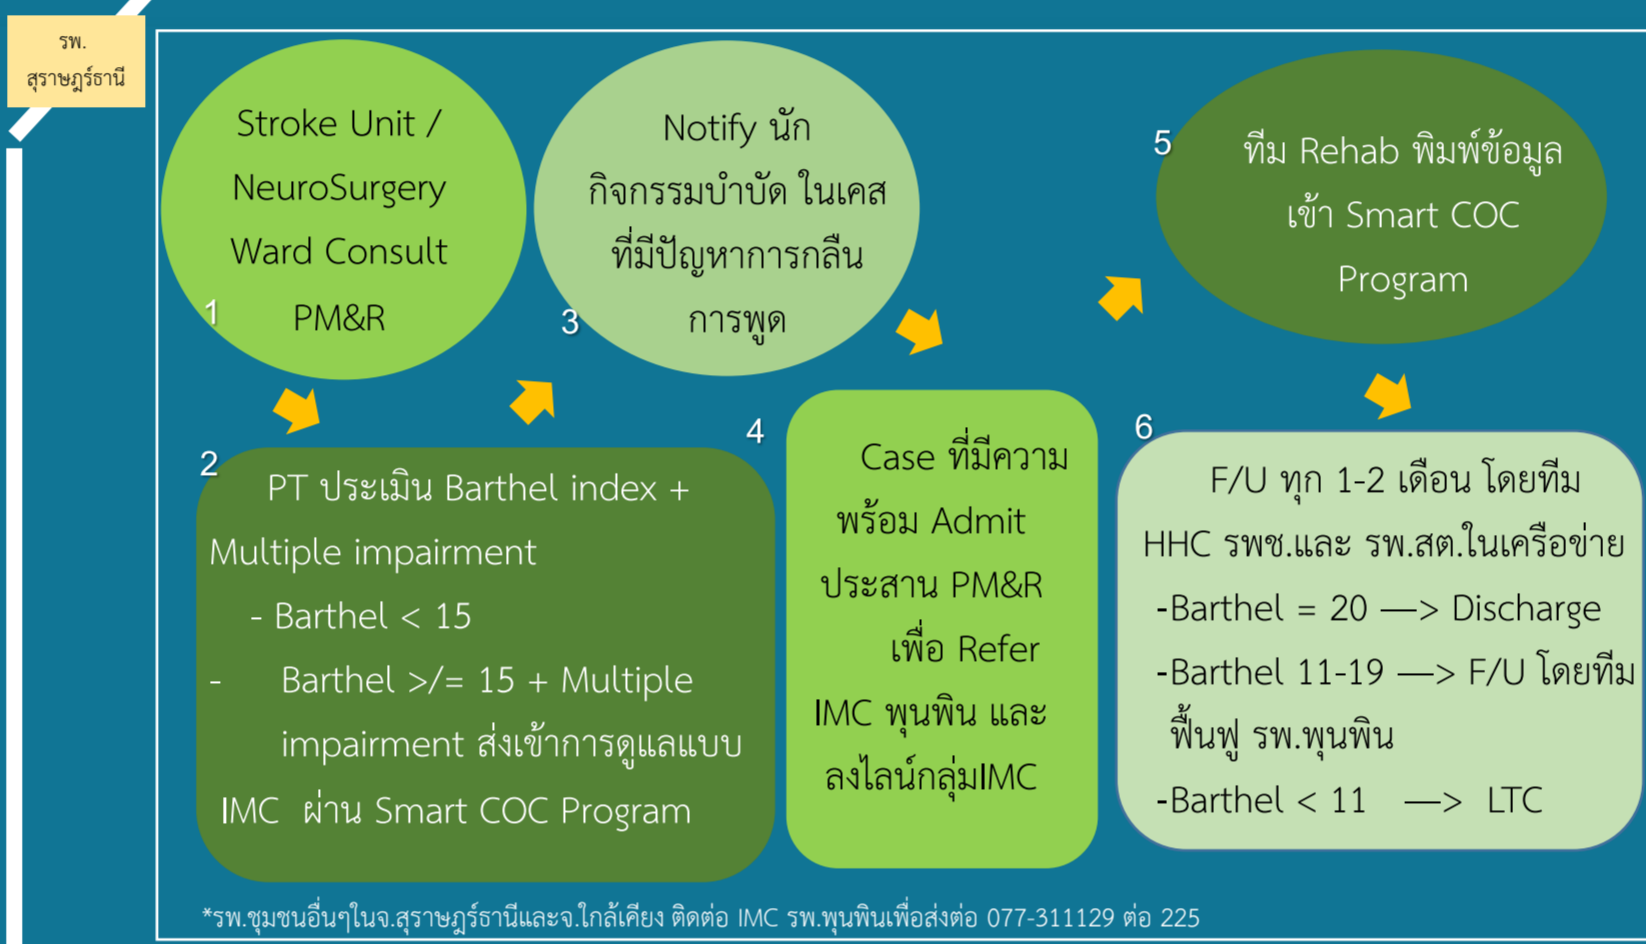 รพ.
สุราษฎร์ธานี
1
Stroke Unit /
NeuroSurgery
Ward Consult
PM&R
2
PT ประเมิน Barthel index +
Multiple impairment
- Barthel < 15
- Barthel >/= 15 + Multiple
impairment ส่งเข้าการดูแลแบบ
IMC ผ่าน Smart COC Program
3
Notify นัก
กิจกรรมบำบัด ในเคส
ที่มีปัญหาการกลืน
การพูด
4
Case ที่มีความ
พร้อม Admit
ประสาน PM&R
เพื่อ Refer
IMC พุนพิน และ
ลงไลน์กลุ่มIMC
5
ทีม Rehab พิมพ์ข้อมูล
เข้า Smart COC
Program
6
F/U ทุก 1-2 เดือน โดยทีม
HHC รพช.และ รพ.สต.ในเครือข่าย
-Barthel = 20 —> Discharge
-Barthel 11-19 —> F/U โดยทีม
ฟื้นฟู รพ.พุนพิน
-Barthel < 11 —> LTC
*รพ.ชุมชนอื่นๆในจ.สุราษฎร์ธานีและจ.ใกล้เคียง ติดต่อ IMC รพ.พุนพินเพื่อส่งต่อ 077-311129 ต่อ 225